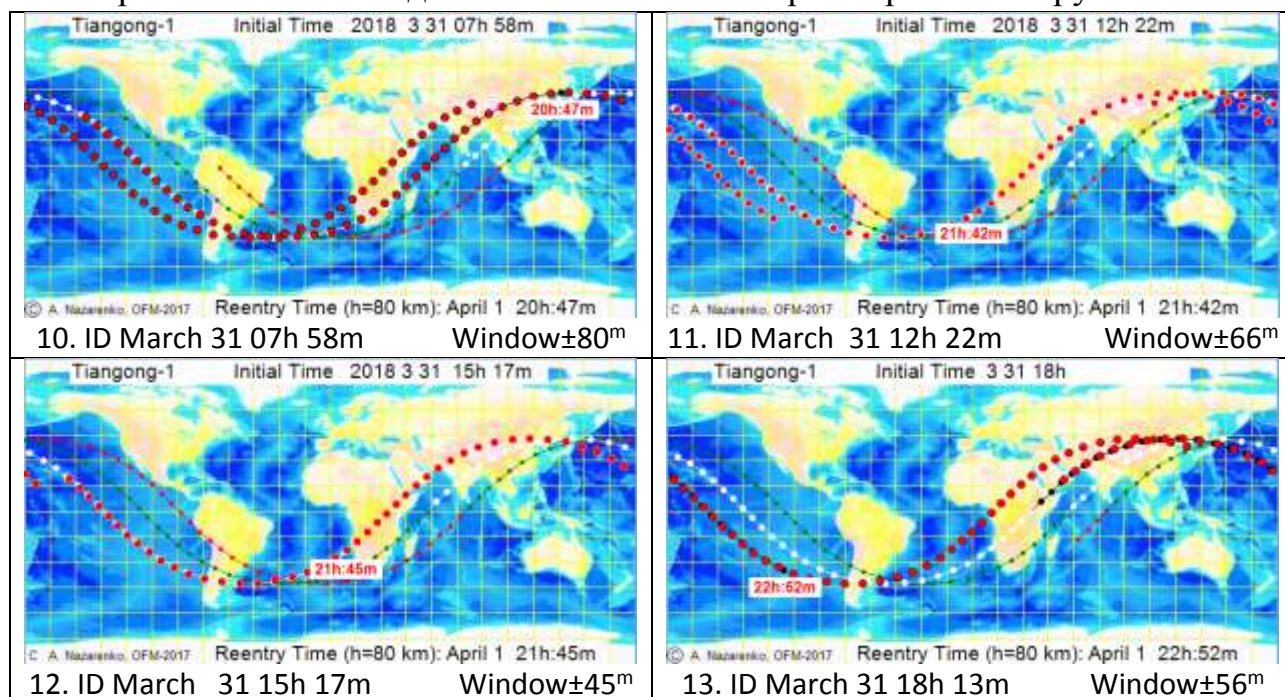 Tiangong-1 Initial Time 2018 3 31 07h 58m
20h:47m
© A. Nazarenko, OFM-2017 Reentry Time (h=80 km): April 1 20h:47m
10. ID March 31 07h 58m Window±80ᵐ
Tiangong-1 Initial Time 2018 3 31 12h 22m
21h:42m
C A. Nazarenko, OFM-2017 Reentry Time (h=80 km): April 1 21h:42m
11. ID March 31 12h 22m Window±66ᵐ
Tiangong-1 Initial Time 2018 3 31 15h 17m
21h:45m
C A. Nazarenko, OFM-2017 Reentry Time (h=80 km): April 1 21h:45m
12. ID March 31 15h 17m Window±45ᵐ
Tiangong-1 Initial Time 3 31 18h
22h:52m
© A. Nazarenko, OFM-2017 Reentry Time (h=80 km): April 1 22h:52m
13. ID March 31 18h 13m Window±56ᵐ